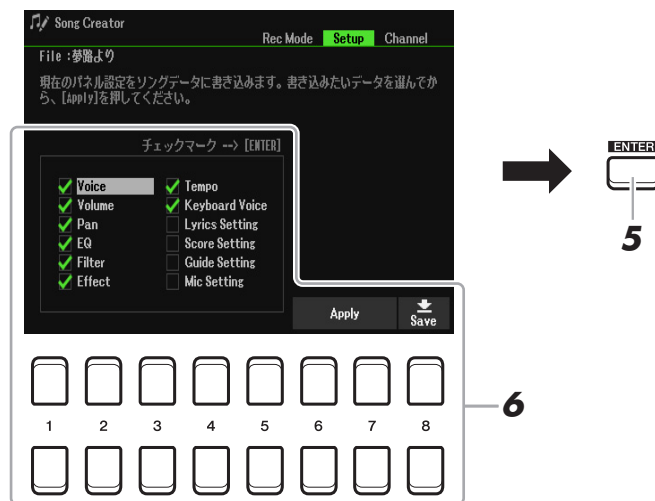 Song Creator
Rec Mode Setup Channel
File :夢路より
現在のパネル設定をソングデータに書き込みます。書き込みたいデータを選んでか
ら、[Apply]を押してください。
チェックマーク --> [ENTER]
Voice Tempo
Volume Keyboard Voice
Pan Lyrics Setting
EQ Score Setting
Filter Guide Setting
Effect Mic Setting
Apply Save
ENTER
5
1 2 3 4 5 6 7 8
6